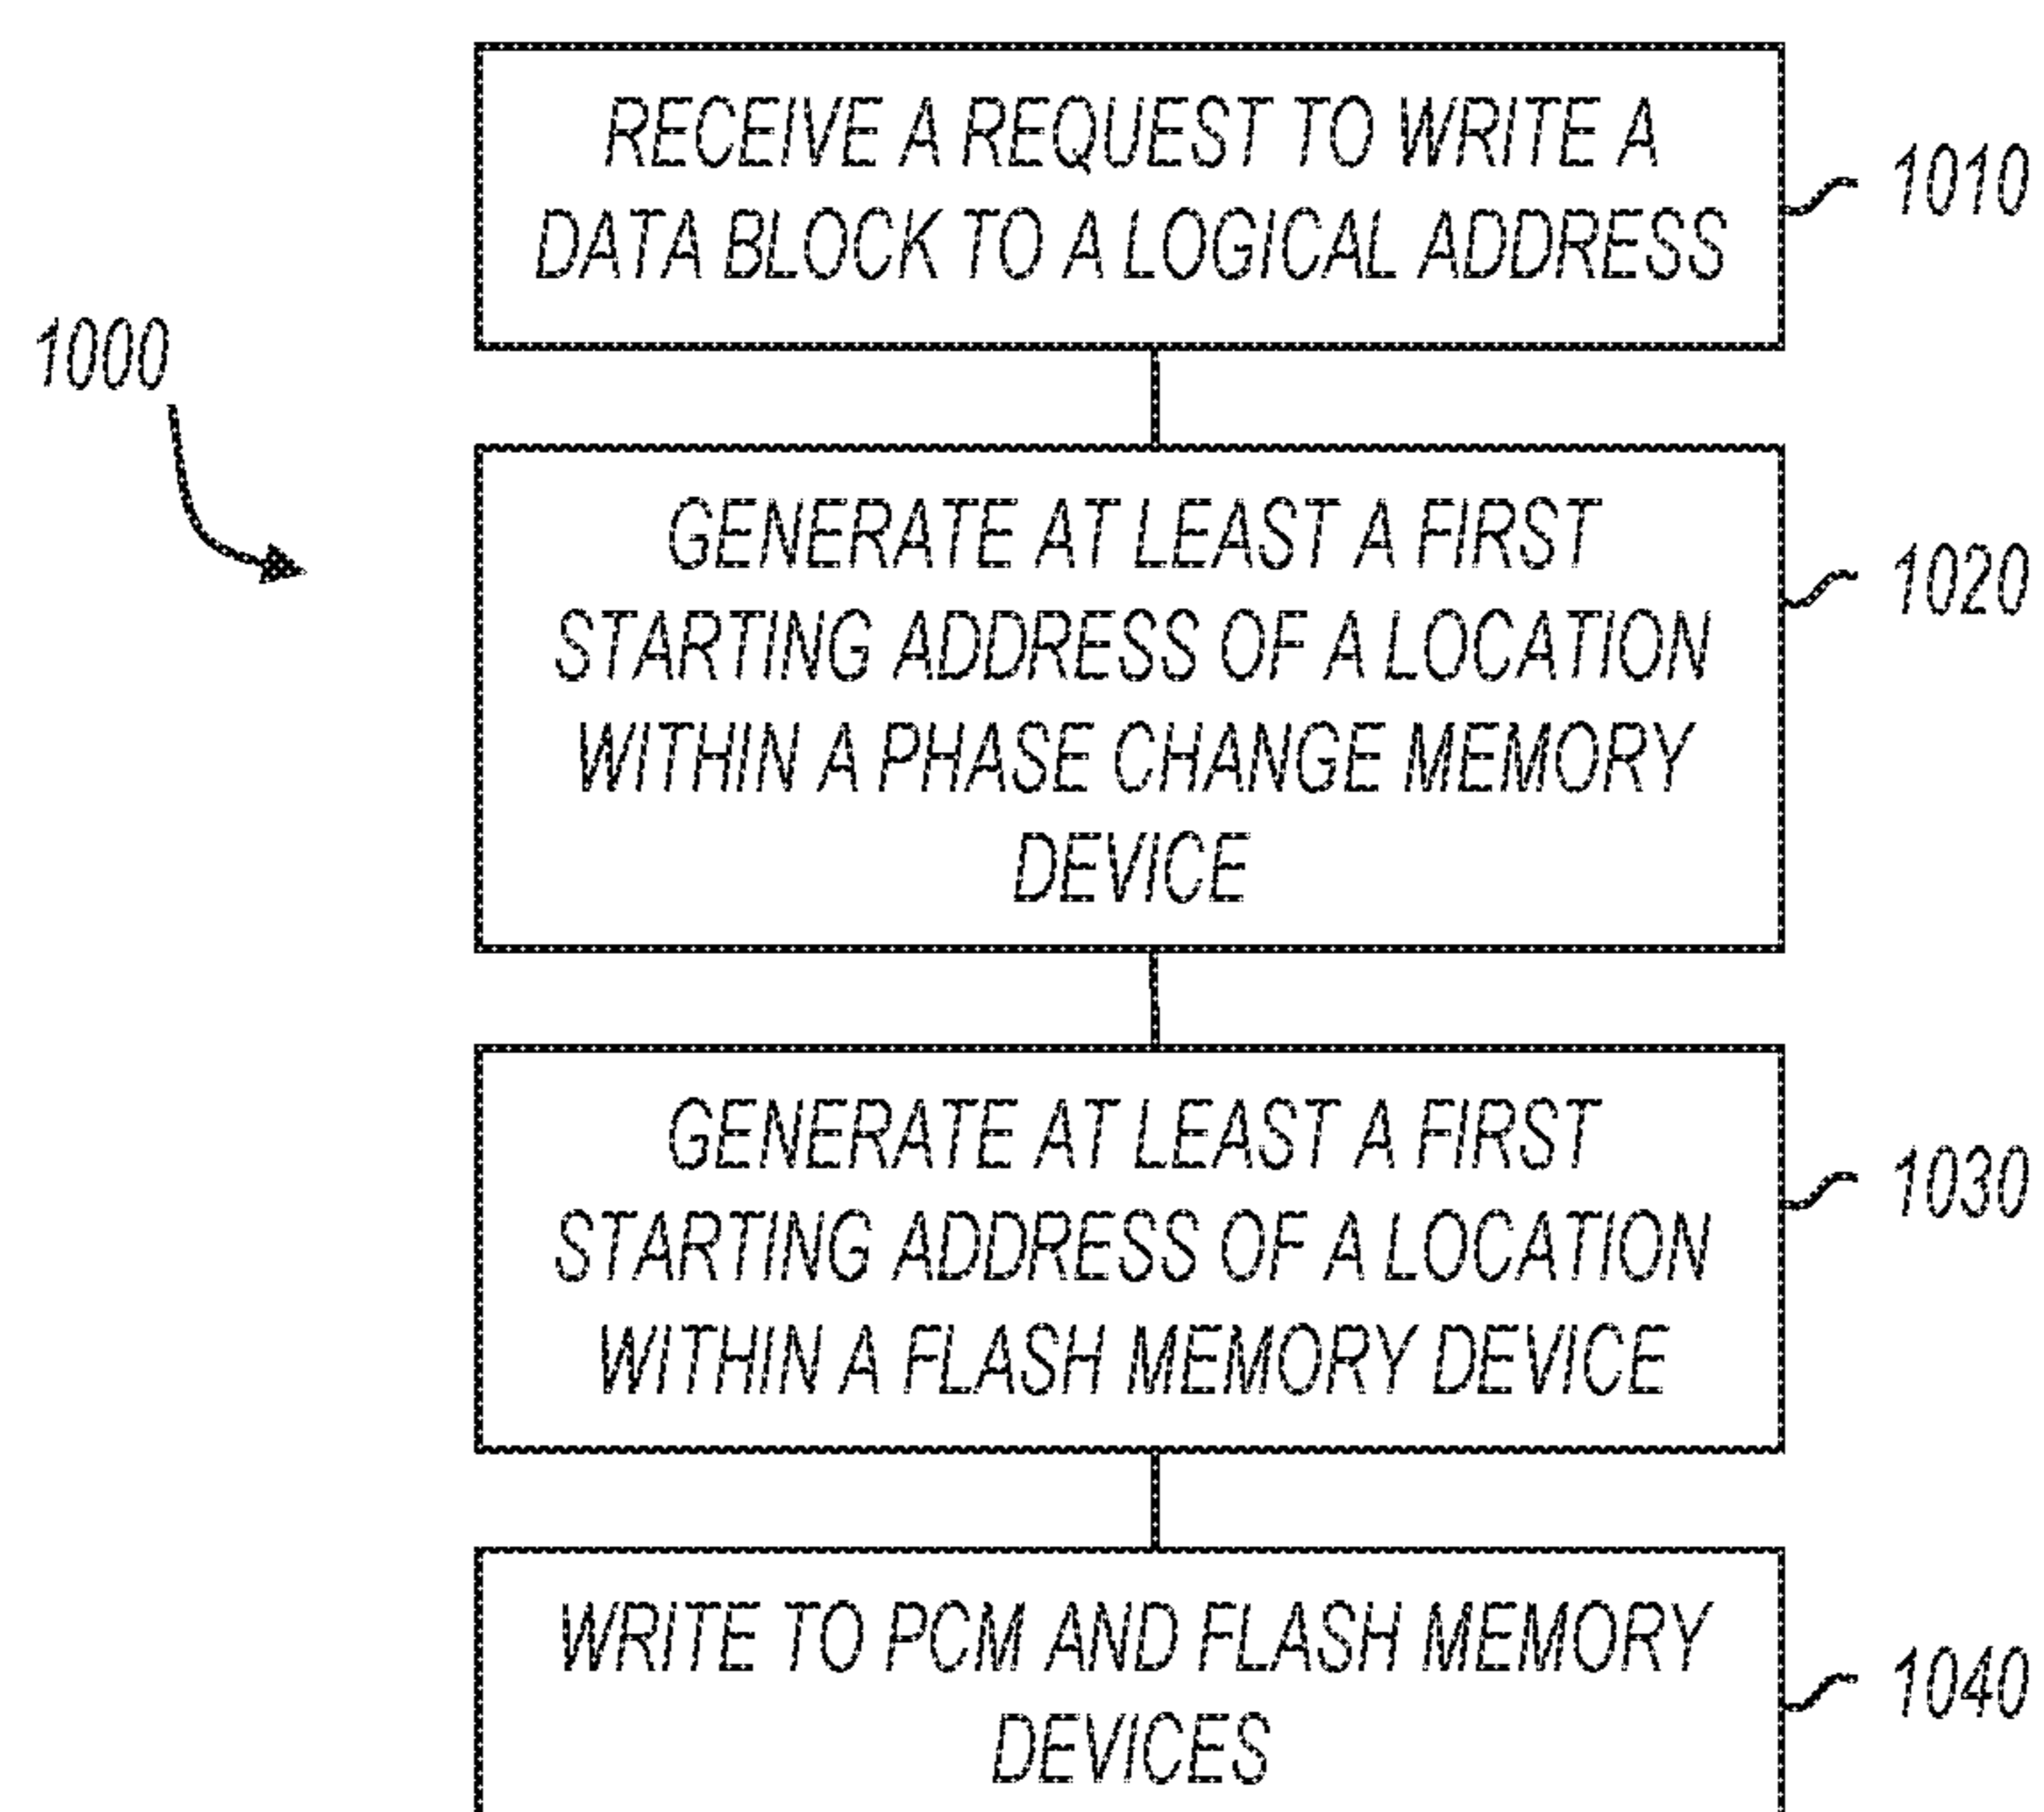 RECEIVE A REQUEST TO WRITE A
DATA BLOCK TO A LOGICAL ADDRESS
1010
1000
GENERATE AT LEAST A FIRST
STARTING ADDRESS OF A LOCATION
WITHIN A PHASE CHANGE MEMORY
DEVICE
1020
GENERATE AT LEAST A FIRST
STARTING ADDRESS OF A LOCATION
WITHIN A FLASH MEMORY DEVICE
1030
WRITE TO PCM AND FLASH MEMORY
DEVICES
1040